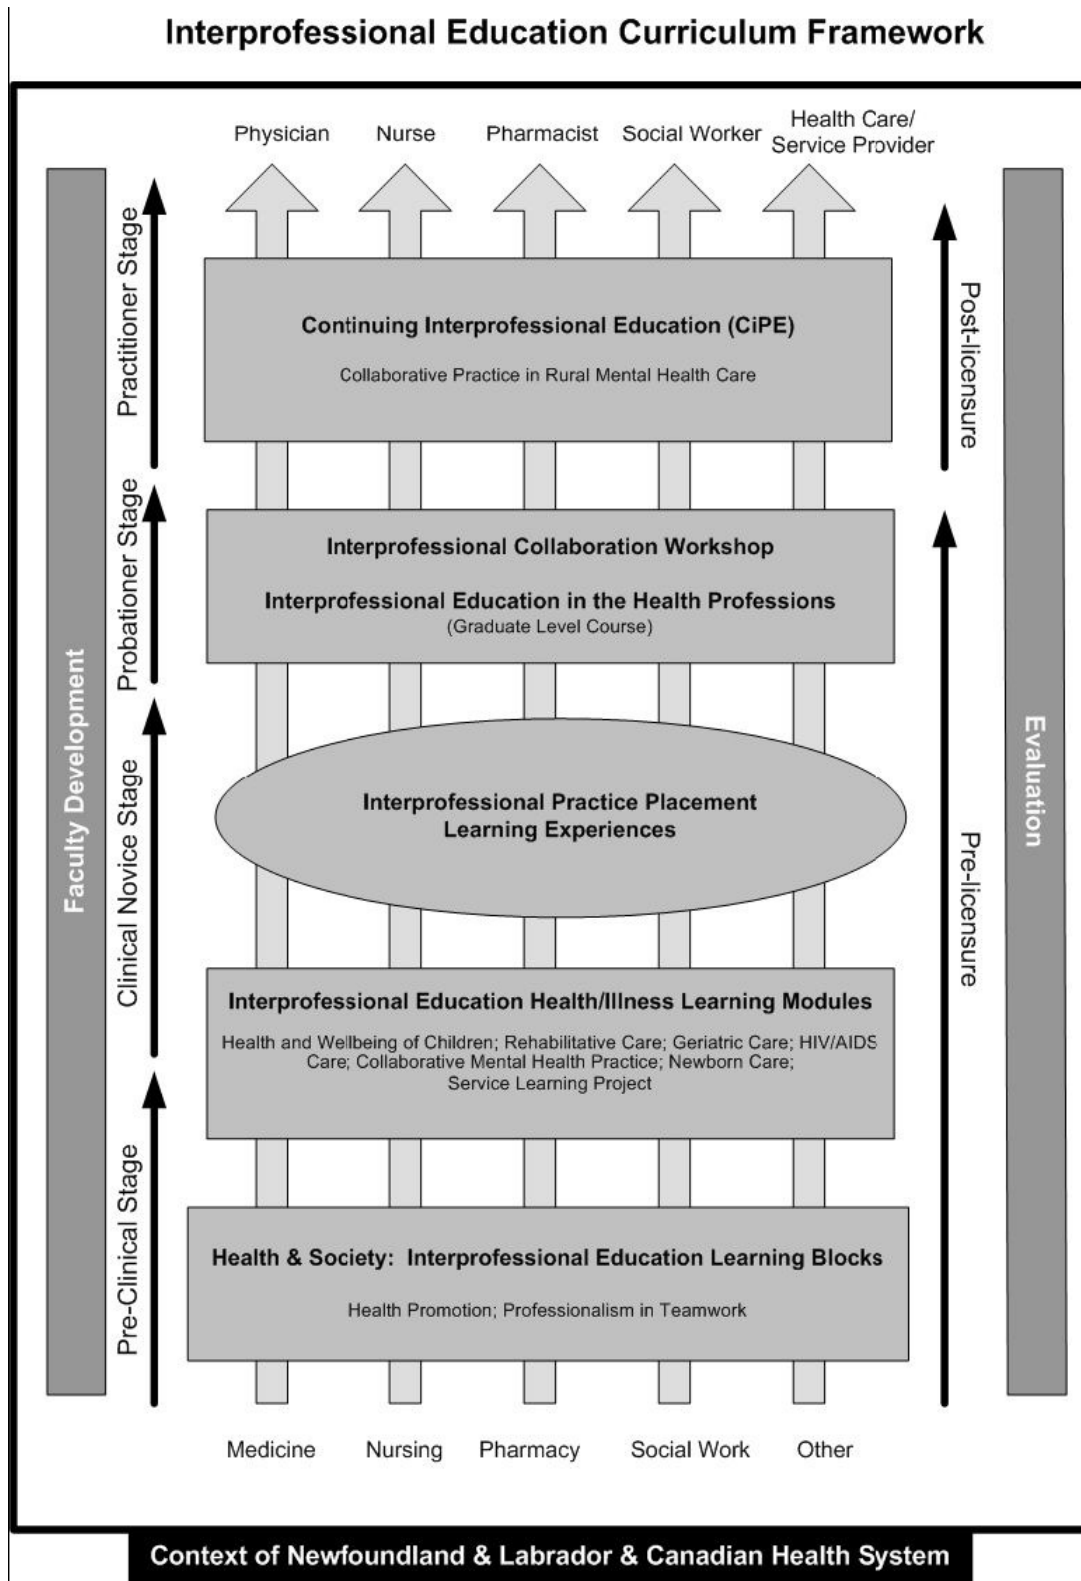 Interprofessional Education Curriculum Framework
Physician
Nurse
Pharmacist
Social Worker
Health Care/
Service Provider
Faculty Development
Practitioner Stage
Probationer Stage
Clinical Novice Stage
Pre-Clinical Stage
Continuing Interprofessional Education (CiPE)
Collaborative Practice in Rural Mental Health Care
Interprofessional Collaboration Workshop
Interprofessional Education in the Health Professions
(Graduate Level Course)
Interprofessional Practice Placement
Learning Experiences
Interprofessional Education Health/Illness Learning Modules
Health and Wellbeing of Children; Rehabilitative Care; Geriatric Care; HIV/AIDS
Care; Collaborative Mental Health Practice; Newborn Care;
Service Learning Project
Health & Society: Interprofessional Education Learning Blocks
Health Promotion; Professionalism in Teamwork
Post-licensure
Pre-licensure
Evaluation
Medicine
Nursing
Pharmacy
Social Work
Other
Context of Newfoundland & Labrador & Canadian Health System